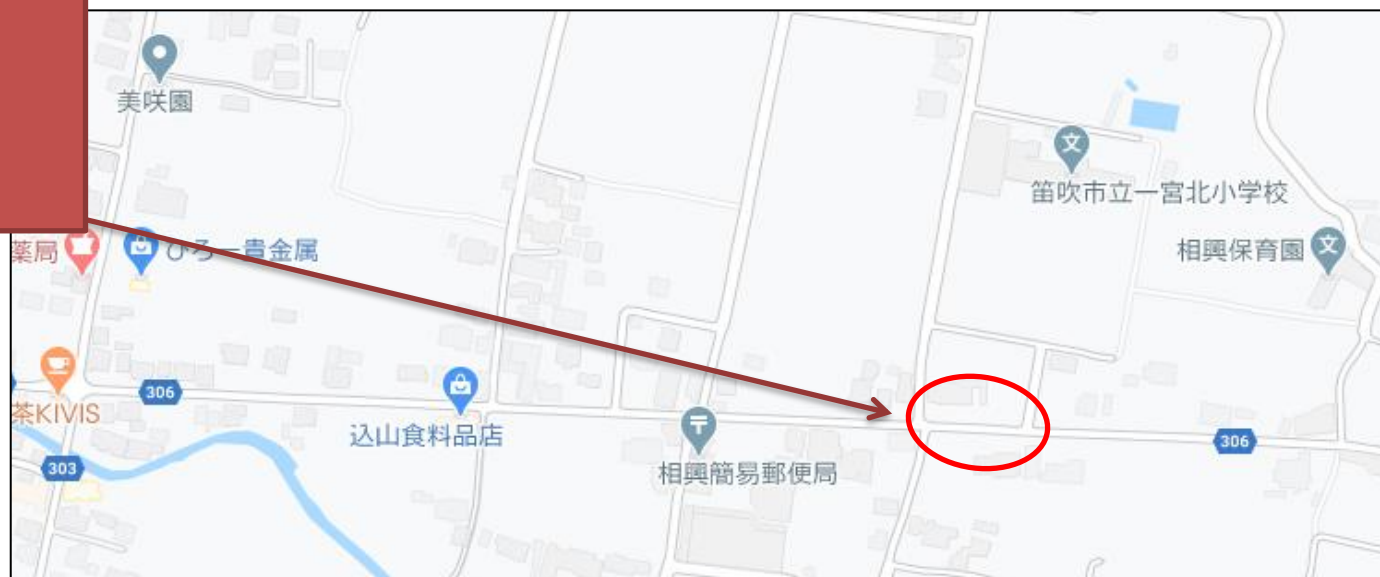 美咲園
笛吹市立一宮北小学校
相興保育園
薬局
ひろ一貴金属
306
茶KIVIS
込山食料品店
相興簡易郵便局
306
303